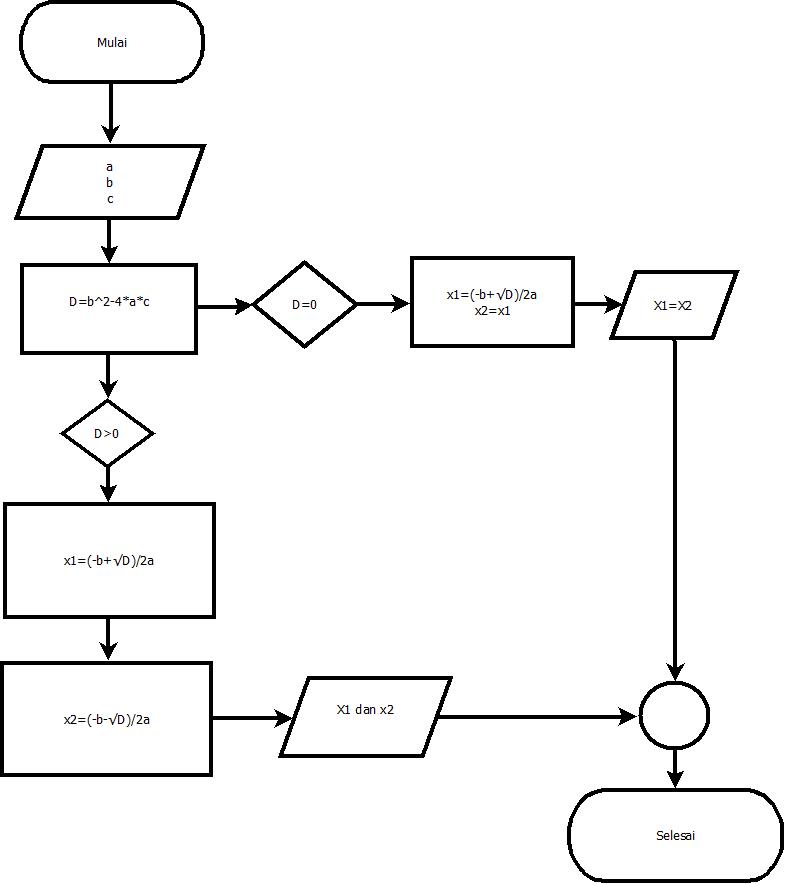 Mulai
a
b
c
D=b^2-4*a*c
D=0
x1=(-b+√D)/2a
x2=x1
X1=X2
D>0
x1=(-b+√D)/2a
x2=(-b-√D)/2a
X1 dan x2
Selesai